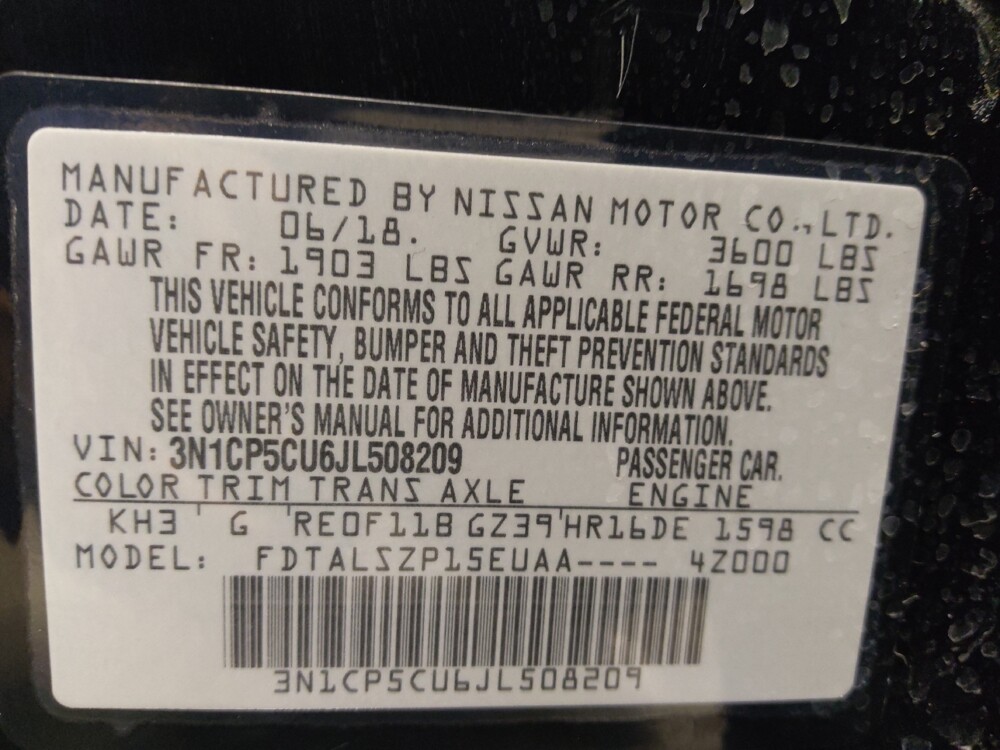 MANUFACTURED BY NISSAN MOTOR CO.,LTD.
DATE: 06/18. GVWR: 3600 LBS
GAWR FR: 1903 LBS GAWR RR: 1698 LBS
THIS VEHICLE CONFORMS TO ALL APPLICABLE FEDERAL MOTOR
VEHICLE SAFETY, BUMPER AND THEFT PREVENTION STANDARDS
IN EFFECT ON THE DATE OF MANUFACTURE SHOWN ABOVE.
SEE OWNER'S MANUAL FOR ADDITIONAL INFORMATION.
VIN: 3N1CP5CU6JL508209 PASSENGER CAR.
COLOR TRIM TRANS AXLE ENGINE
KH3 ' G 'RE0F11B GZ39'HR16DE 1598 CC
MODEL: FDTALSZP15EUAA---- 4Z000
3N1CP5CU6JL508209